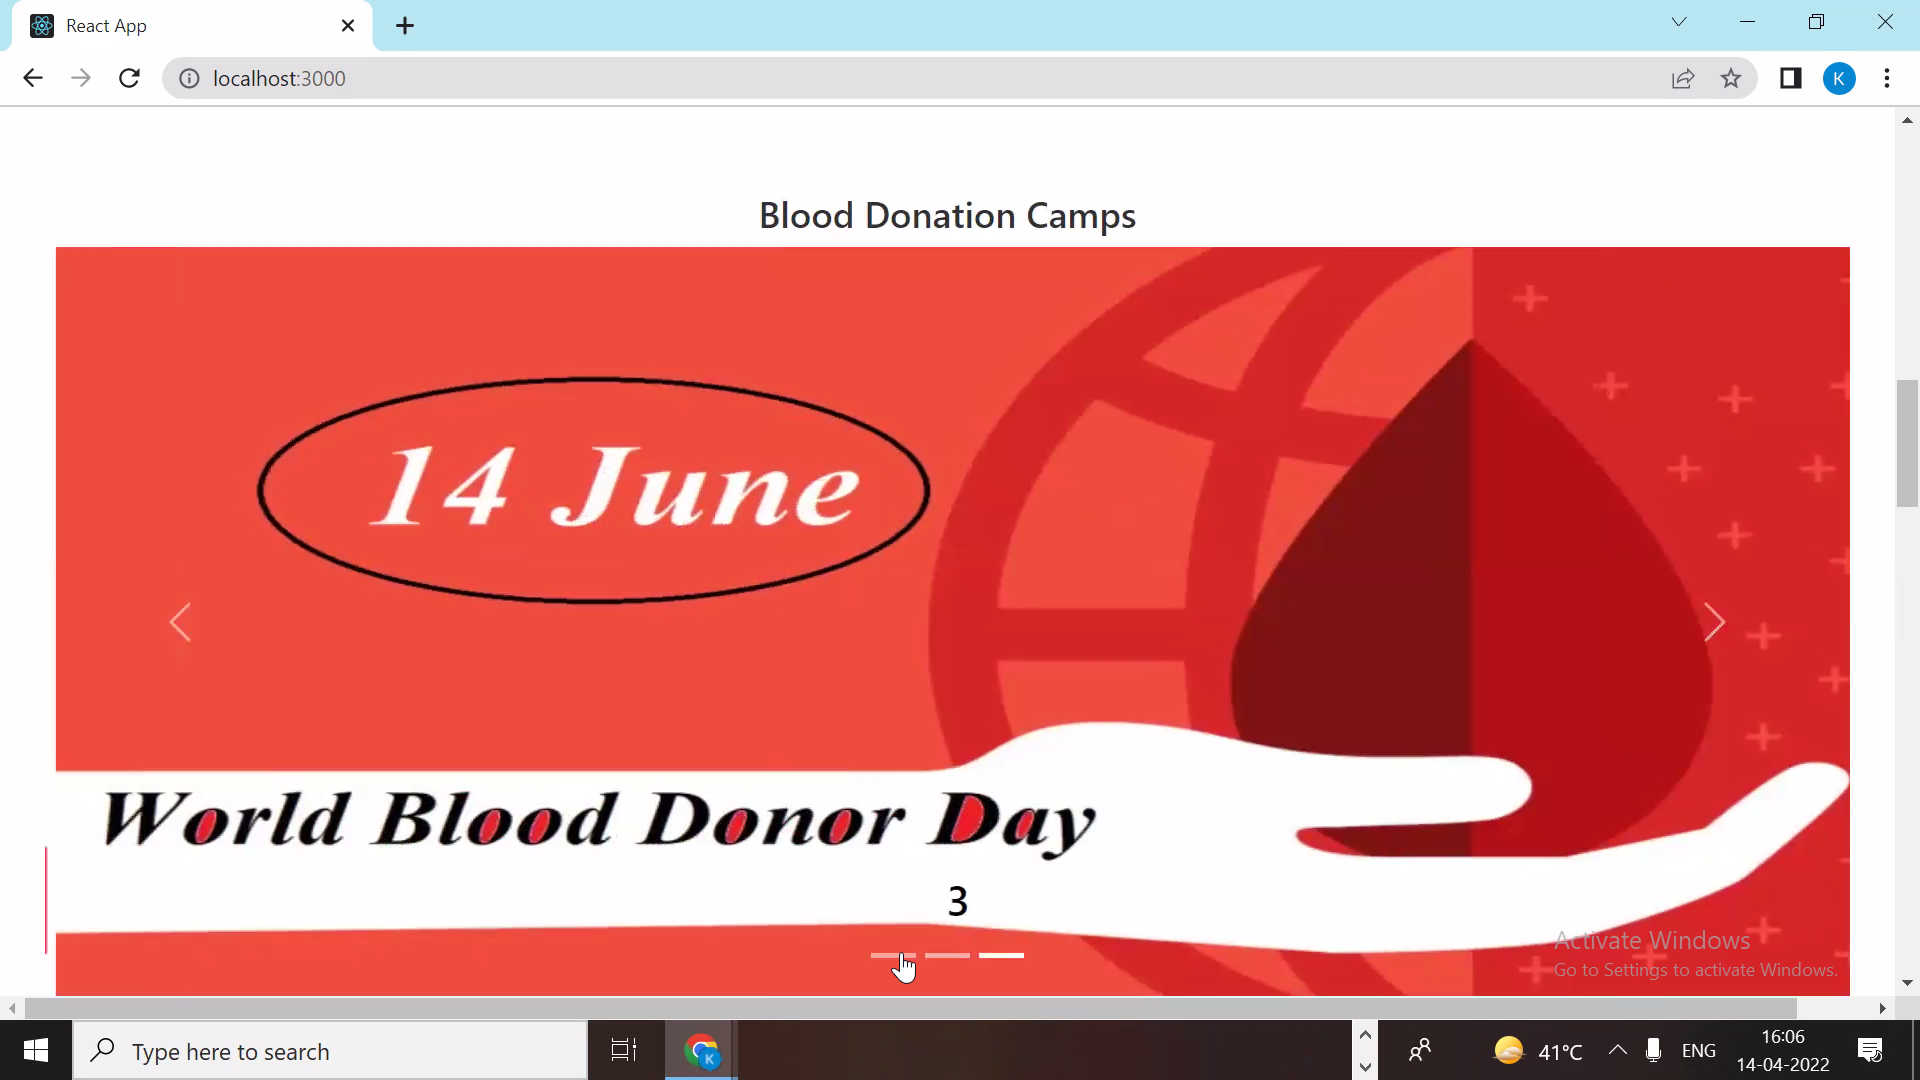 React App
localhost:3000
K
Blood Donation Camps
14 June
World Blood Donor Day
3
Activate Windows
Go to Settings to activate Windows.
Type here to search
K
41°C
ENG
16:06
14-04-2022